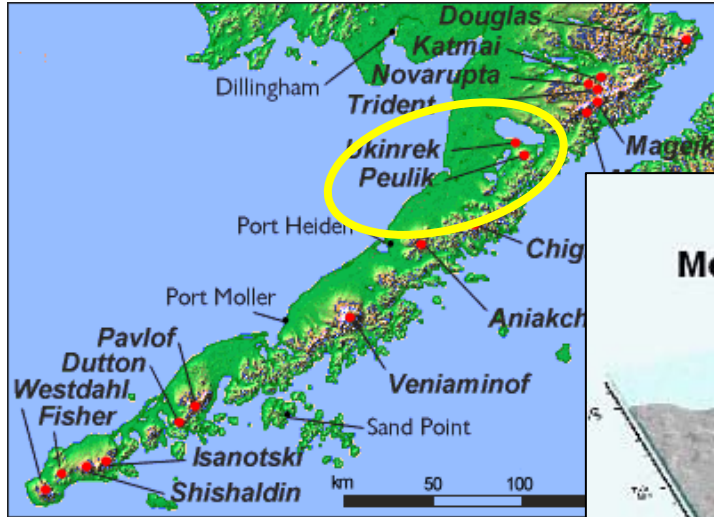 Douglas
Katmai
Novarupta
Dillingham
Trident
Ukinrek
Mageik
Peulik
Port Heiden
Chig
Port Moller
Aniakch
Pavlof
Dutton
Veniaminof
Westdahl
Fisher
Sand Point
Isanotski
Shishaldin
km 50 100